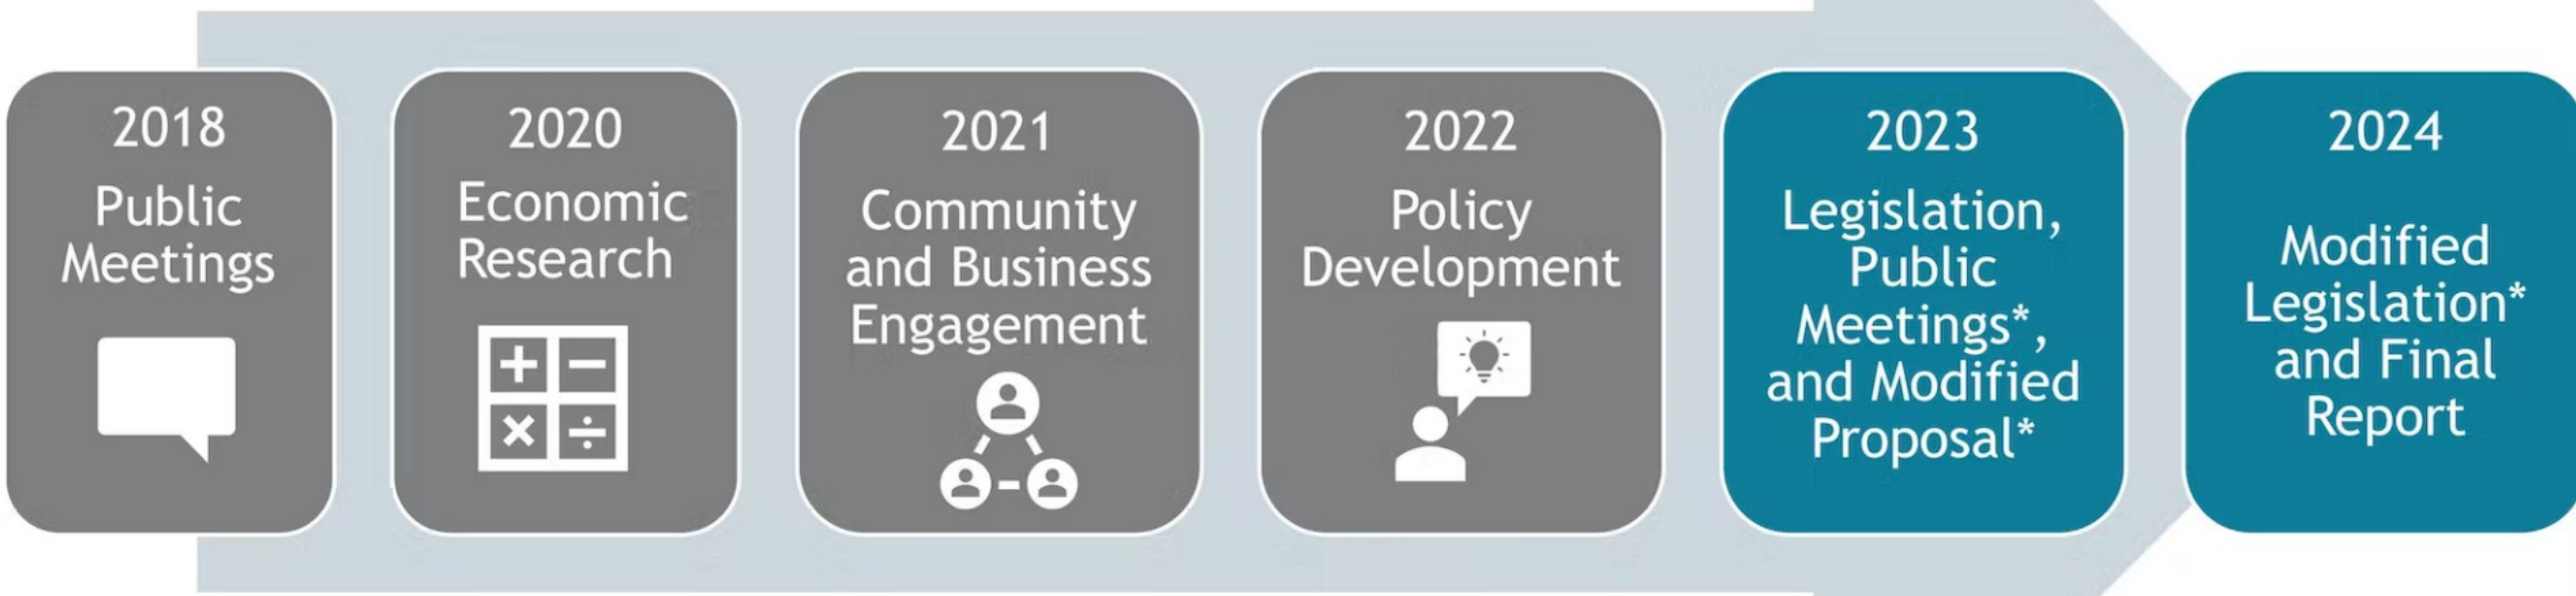 2018
Public
Meetings
2020
Economic
Research
+ −
× ÷
2021
Community
and Business
Engagement
2022
Policy
Development
2023
Legislation,
Public
Meetings*,
and Modified
Proposal*
2024
Modified
Legislation*
and Final
Report